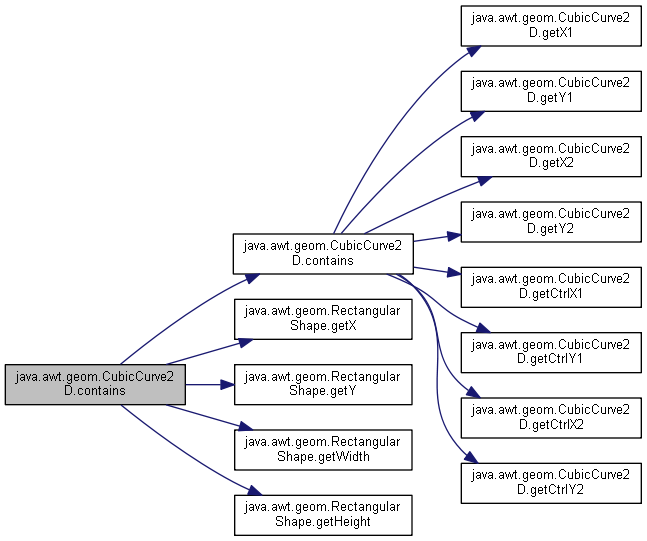 java.awt.geom.CubicCurve2
D.getX1
java.awt.geom.CubicCurve2
D.getY1
java.awt.geom.CubicCurve2
D.getX2
java.awt.geom.CubicCurve2
D.getY2
java.awt.geom.CubicCurve2
D.contains
java.awt.geom.CubicCurve2
D.getCtrlX1
java.awt.geom.Rectangular
Shape.getX
java.awt.geom.CubicCurve2
D.getCtrlY1
java.awt.geom.CubicCurve2
D.contains
java.awt.geom.Rectangular
Shape.getY
java.awt.geom.CubicCurve2
D.getCtrlX2
java.awt.geom.Rectangular
Shape.getWidth
java.awt.geom.CubicCurve2
D.getCtrlY2
java.awt.geom.Rectangular
Shape.getHeight